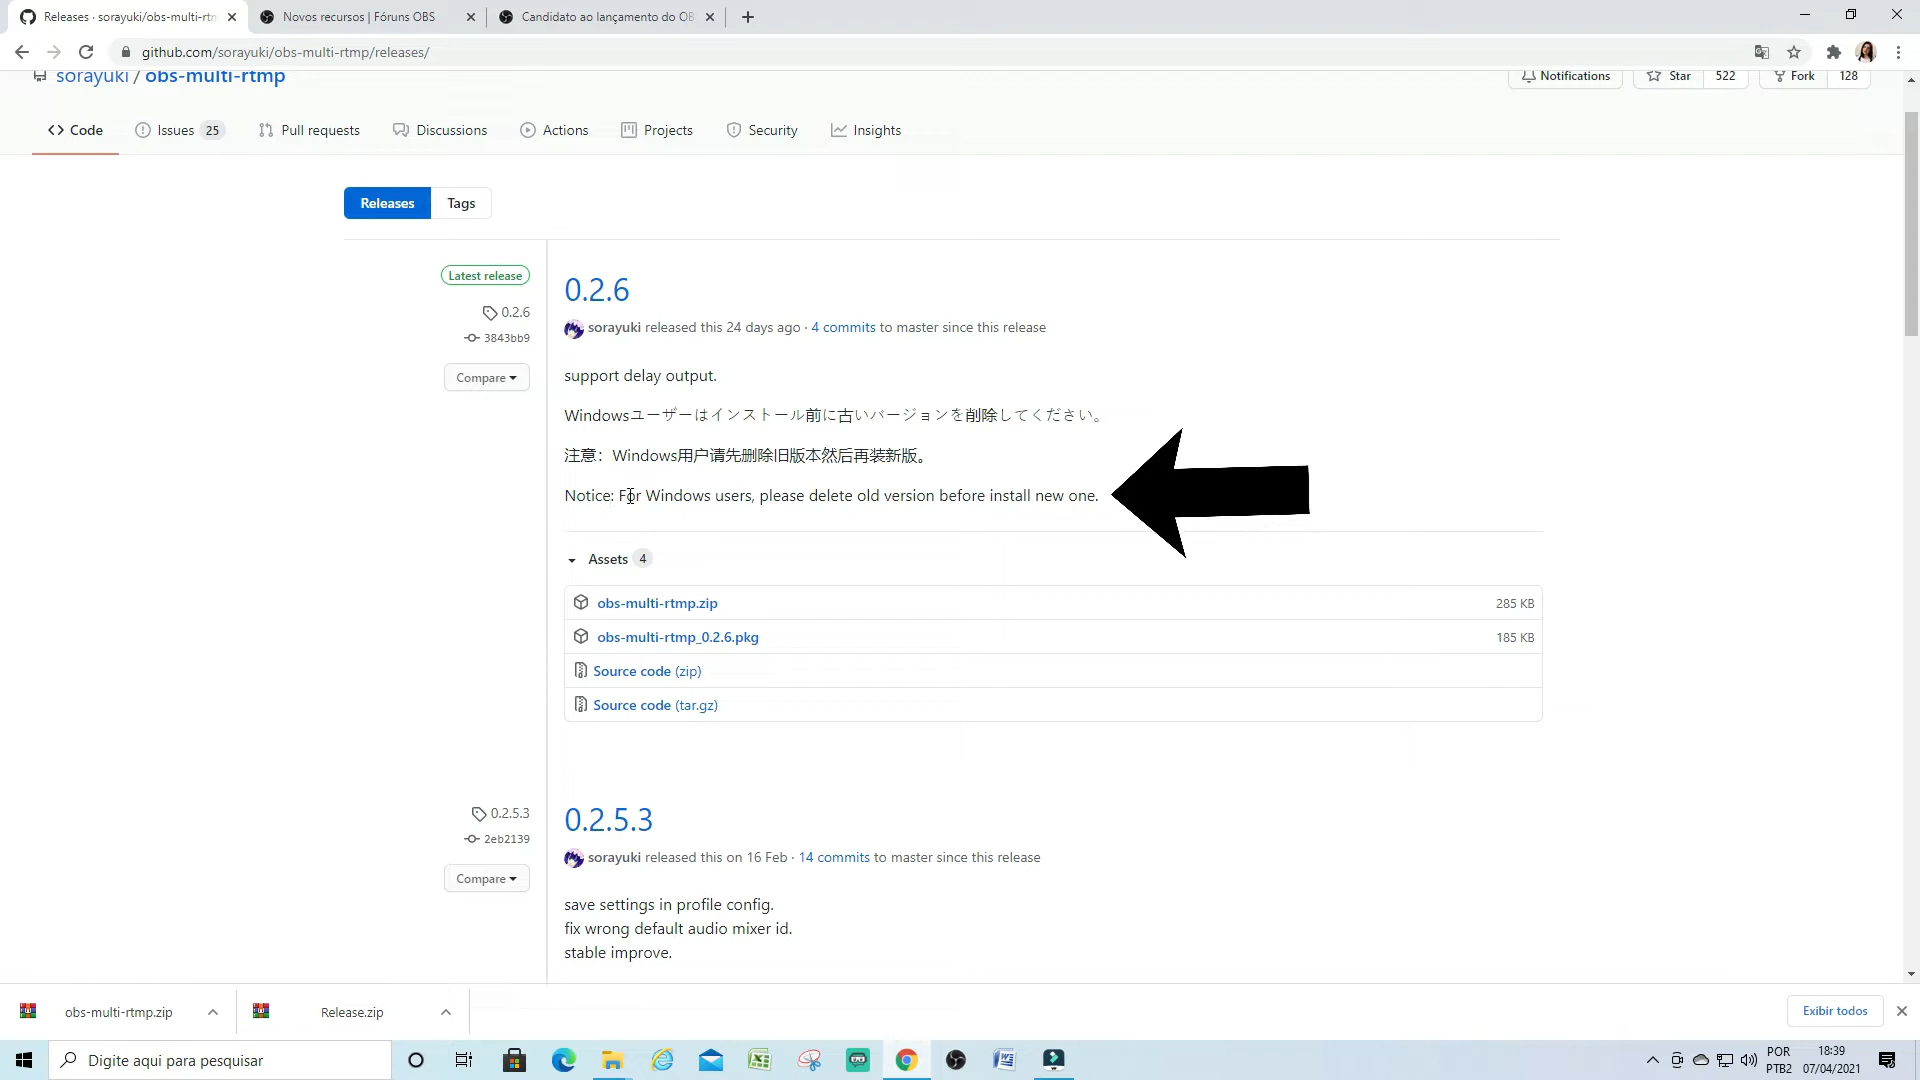 Releases · sorayuki/obs-multi-rtm
Novos recursos | Fóruns OBS
Candidato ao lançamento do OB
github.com/sorayuki/obs-multi-rtmp/releases/
sorayuki / obs-multi-rtmp
Notifications
Star 522
Fork 128
Code
Issues 25
Pull requests
Discussions
Actions
Projects
Security
Insights
Releases
Tags
Latest release
0.2.6
3843bb9
Compare
0.2.6
sorayuki released this 24 days ago · 4 commits to master since this release
support delay output.
Windowsユーザーはインストール前に古いバージョンを削除してください。
注意：Windows用户请先删除旧版本然后再装新版。
Notice: For Windows users, please delete old version before install new one.
Assets 4
obs-multi-rtmp.zip 285 KB
obs-multi-rtmp_0.2.6.pkg 185 KB
Source code (zip)
Source code (tar.gz)
0.2.5.3
2eb2139
Compare
0.2.5.3
sorayuki released this on 16 Feb · 14 commits to master since this release
save settings in profile config.
fix wrong default audio mixer id.
stable improve.
obs-multi-rtmp.zip
Release.zip
Exibir todos
Digite aqui para pesquisar
POR
PTB2
18:39
07/04/2021